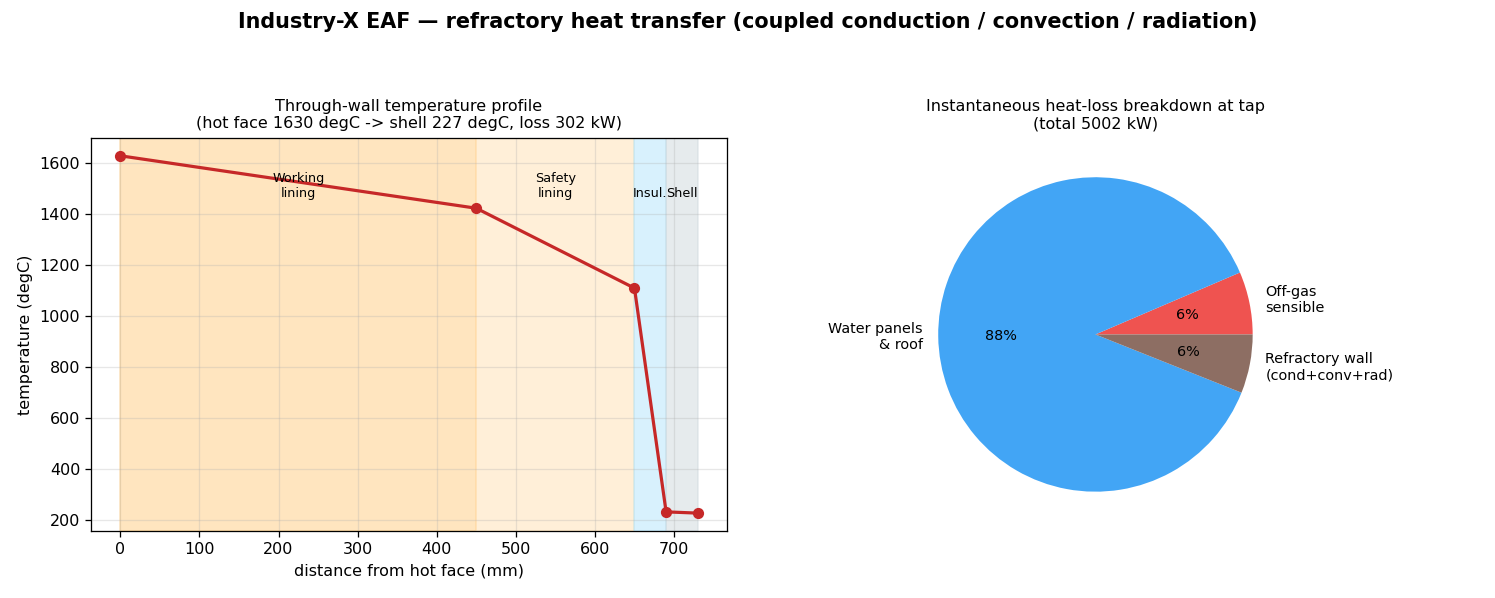 Industry-X EAF — refractory heat transfer (coupled conduction / convection / radiation)
Through-wall temperature profile
(hot face 1630 degC -> shell 227 degC, loss 302 kW)
1600
1400
1200
1000
800
600
400
200
temperature (degC)
Working
lining
Safety
lining
Insul.
Shell
0
100
200
300
400
500
600
700
distance from hot face (mm)
Instantaneous heat-loss breakdown at tap
(total 5002 kW)
Off-gas
sensible
6%
Water panels
& roof
88%
6%
Refractory wall
(cond+conv+rad)